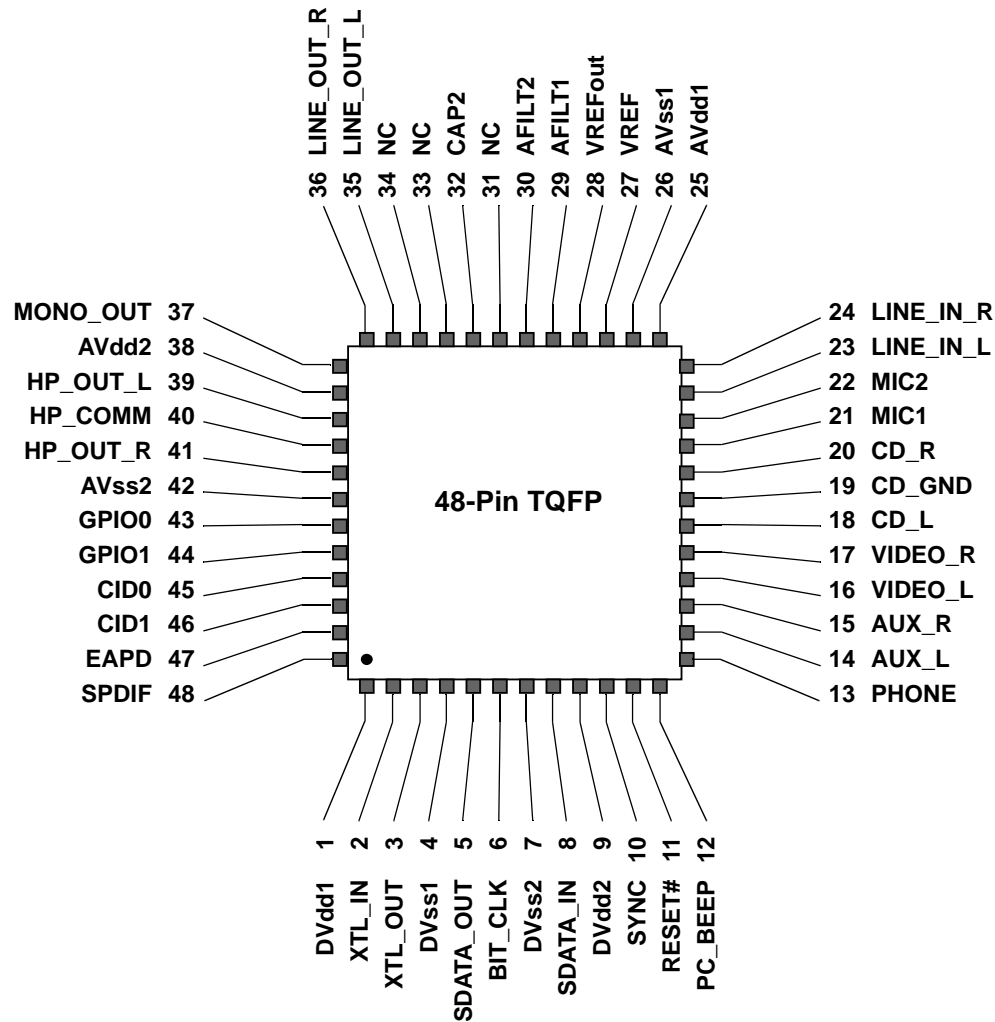 36 LINE_OUT_R
35 LINE_OUT_L
34 NC
33 NC
32 CAP2
31 NC
30 AFILT2
29 AFILT1
28 VREFout
27 VREF
26 AVss1
25 AVdd1
MONO_OUT 37
AVdd2 38
HP_OUT_L 39
HP_COMM 40
HP_OUT_R 41
AVss2 42
GPIO0 43
GPIO1 44
CID0 45
CID1 46
EAPD 47
SPDIF 48
48-Pin TQFP
24 LINE_IN_R
23 LINE_IN_L
22 MIC2
21 MIC1
20 CD_R
19 CD_GND
18 CD_L
17 VIDEO_R
16 VIDEO_L
15 AUX_R
14 AUX_L
13 PHONE
DVdd1 1
XTL_IN 2
XTL_OUT 3
DVss1 4
SDATA_OUT 5
BIT_CLK 6
DVss2 7
SDATA_IN 8
DVdd2 9
SYNC 10
RESET# 11
PC_BEEP 12